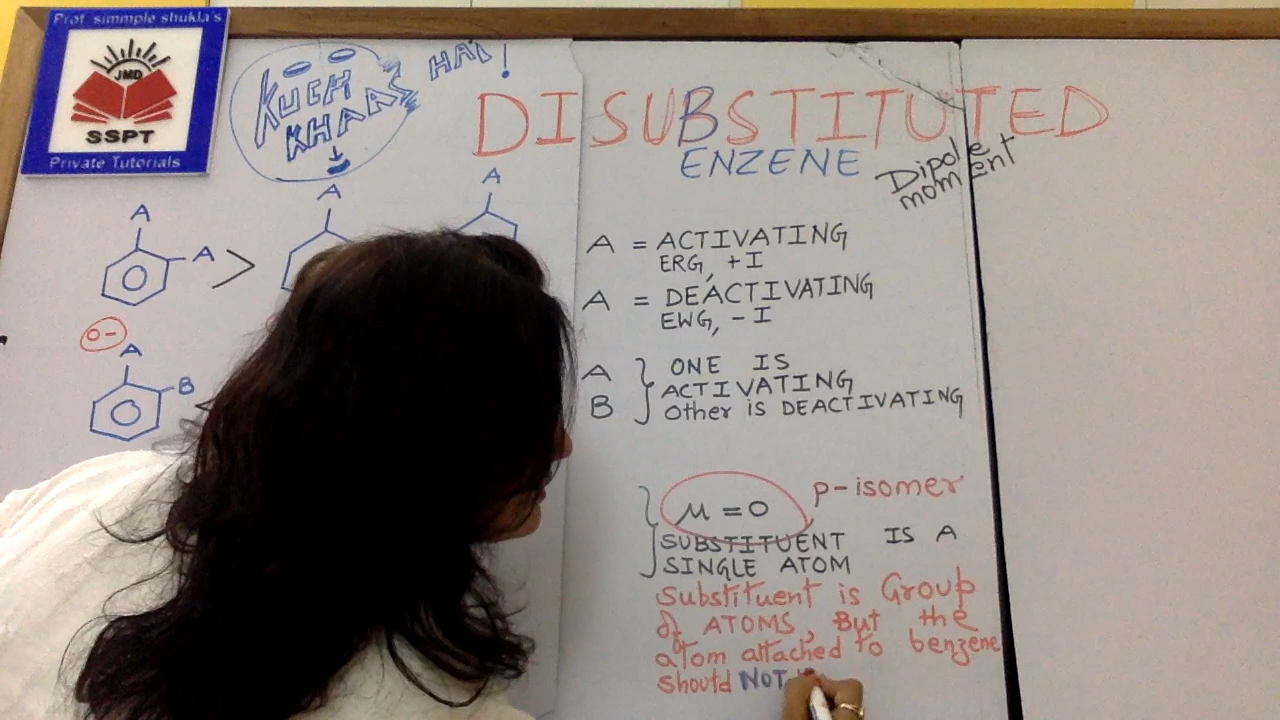 Prof. simmple shukla's
JMD
SSPT
Private Tutorials
KUCH
KHAAS HAI !
DISUBSTITUTED
BENZENE
Dipole
moment
A A > A A
A = ACTIVATING
ERG, +I
A = DEACTIVATING
EWG, -I
O-
A B
A } ONE IS
ACTIVATING
B Other is DEACTIVATING
μ = 0 p-isomer
SUBSTITUENT IS A
SINGLE ATOM
Substituent is Group
of ATOMS, But the
atom attached to benzene
should NOT